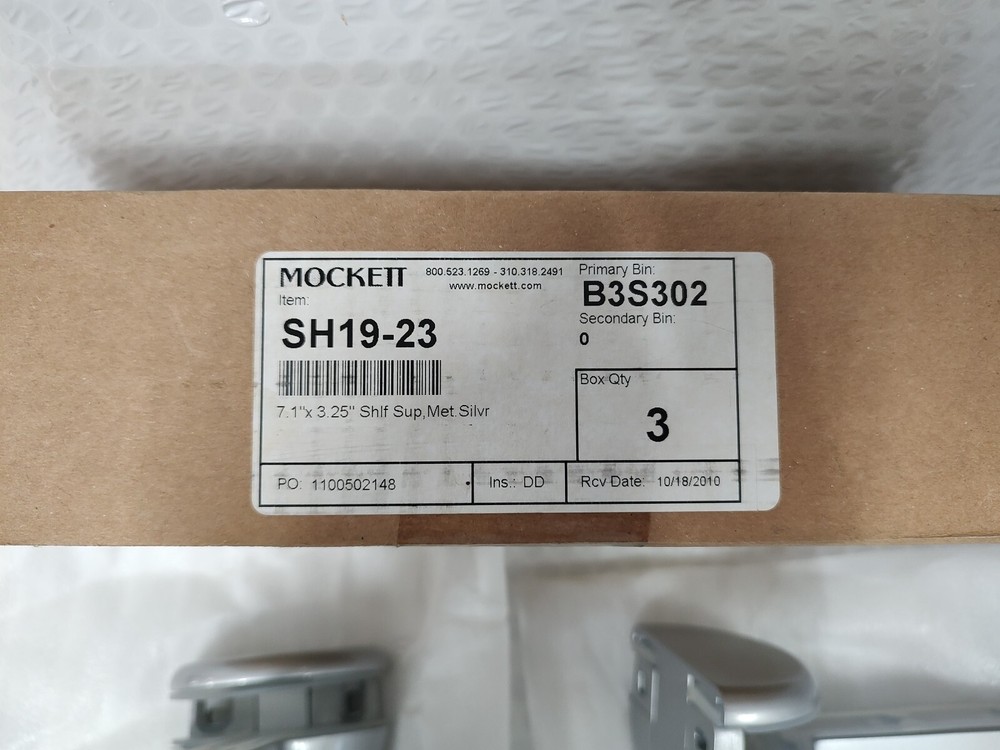 MOCKETT 800.523.1269 - 310.318.2491
www.mockett.com
Item:
SH19-23
7.1"x 3.25" Shlf Sup,Met.Silvr
Primary Bin:
B3S302
Secondary Bin:
0
Box Qty
3
PO: 1100502148
Ins.: DD
Rcv Date: 10/18/2010